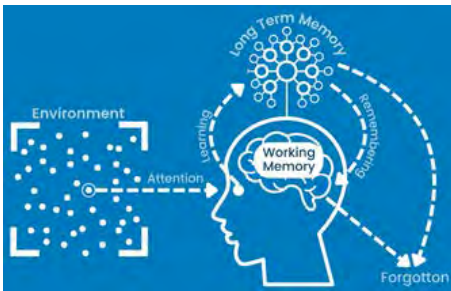 Long Term Memory
Environment
Learning
Remembering
Working
Memory
Attention
Forgotton